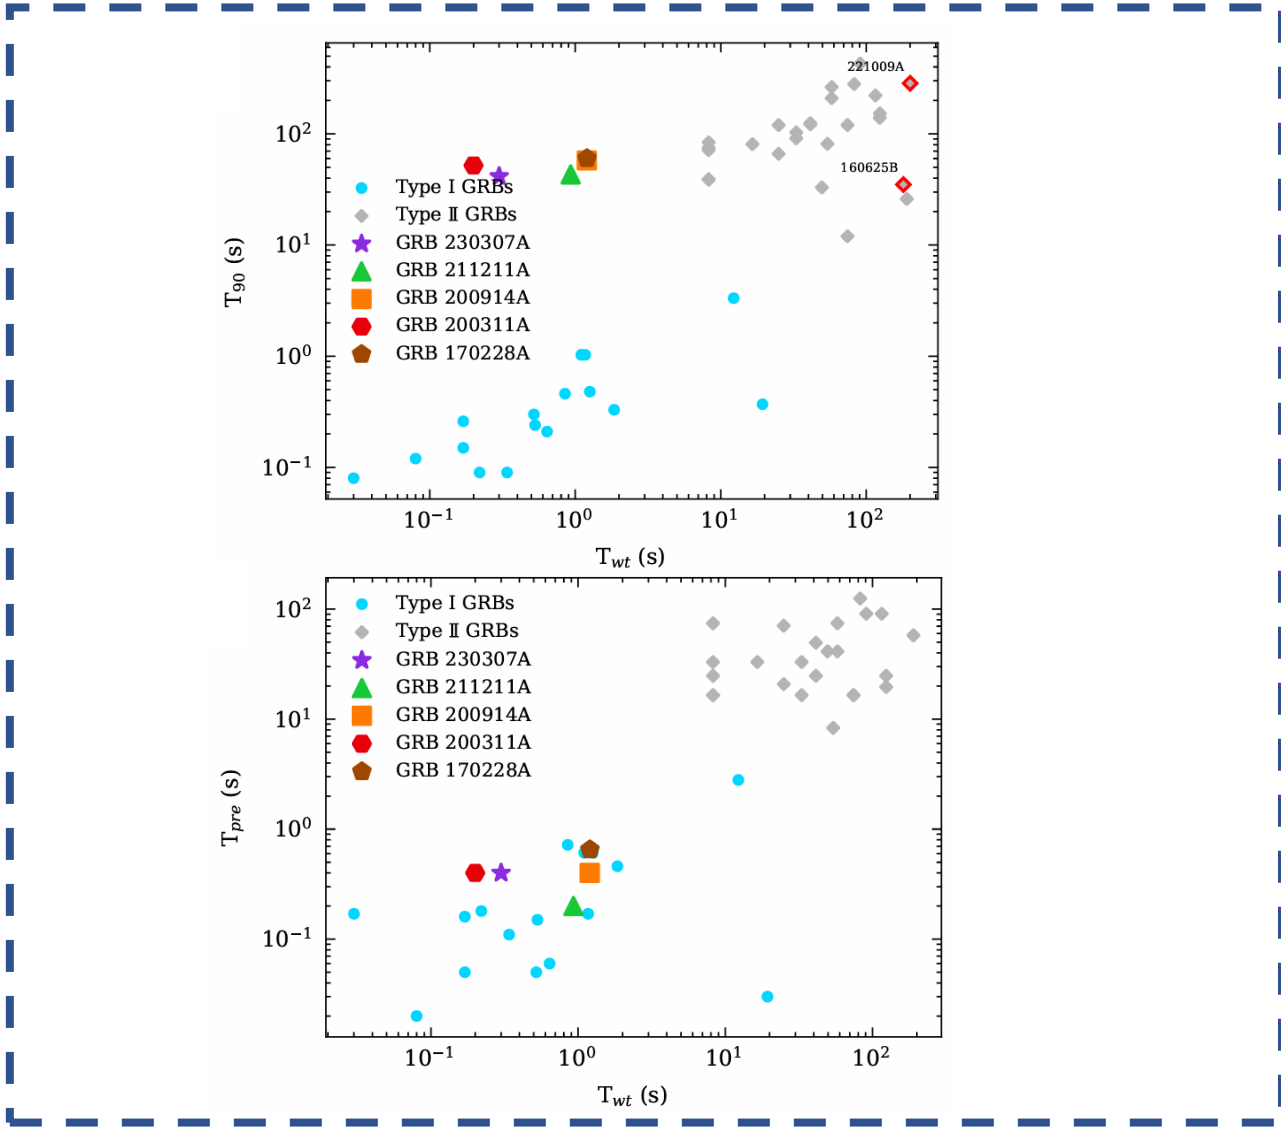 10²
10¹
10⁰
10⁻¹
T₉₀ (s)
221009A
160625B
Type I GRBs
Type Ⅱ GRBs
GRB 230307A
GRB 211211A
GRB 200914A
GRB 200311A
GRB 170228A
10⁻¹ 10⁰ 10¹ 10²
T_wt (s)
10²
10¹
10⁰
10⁻¹
T_pre (s)
Type I GRBs
Type Ⅱ GRBs
GRB 230307A
GRB 211211A
GRB 200914A
GRB 200311A
GRB 170228A
10⁻¹ 10⁰ 10¹ 10²
T_wt (s)